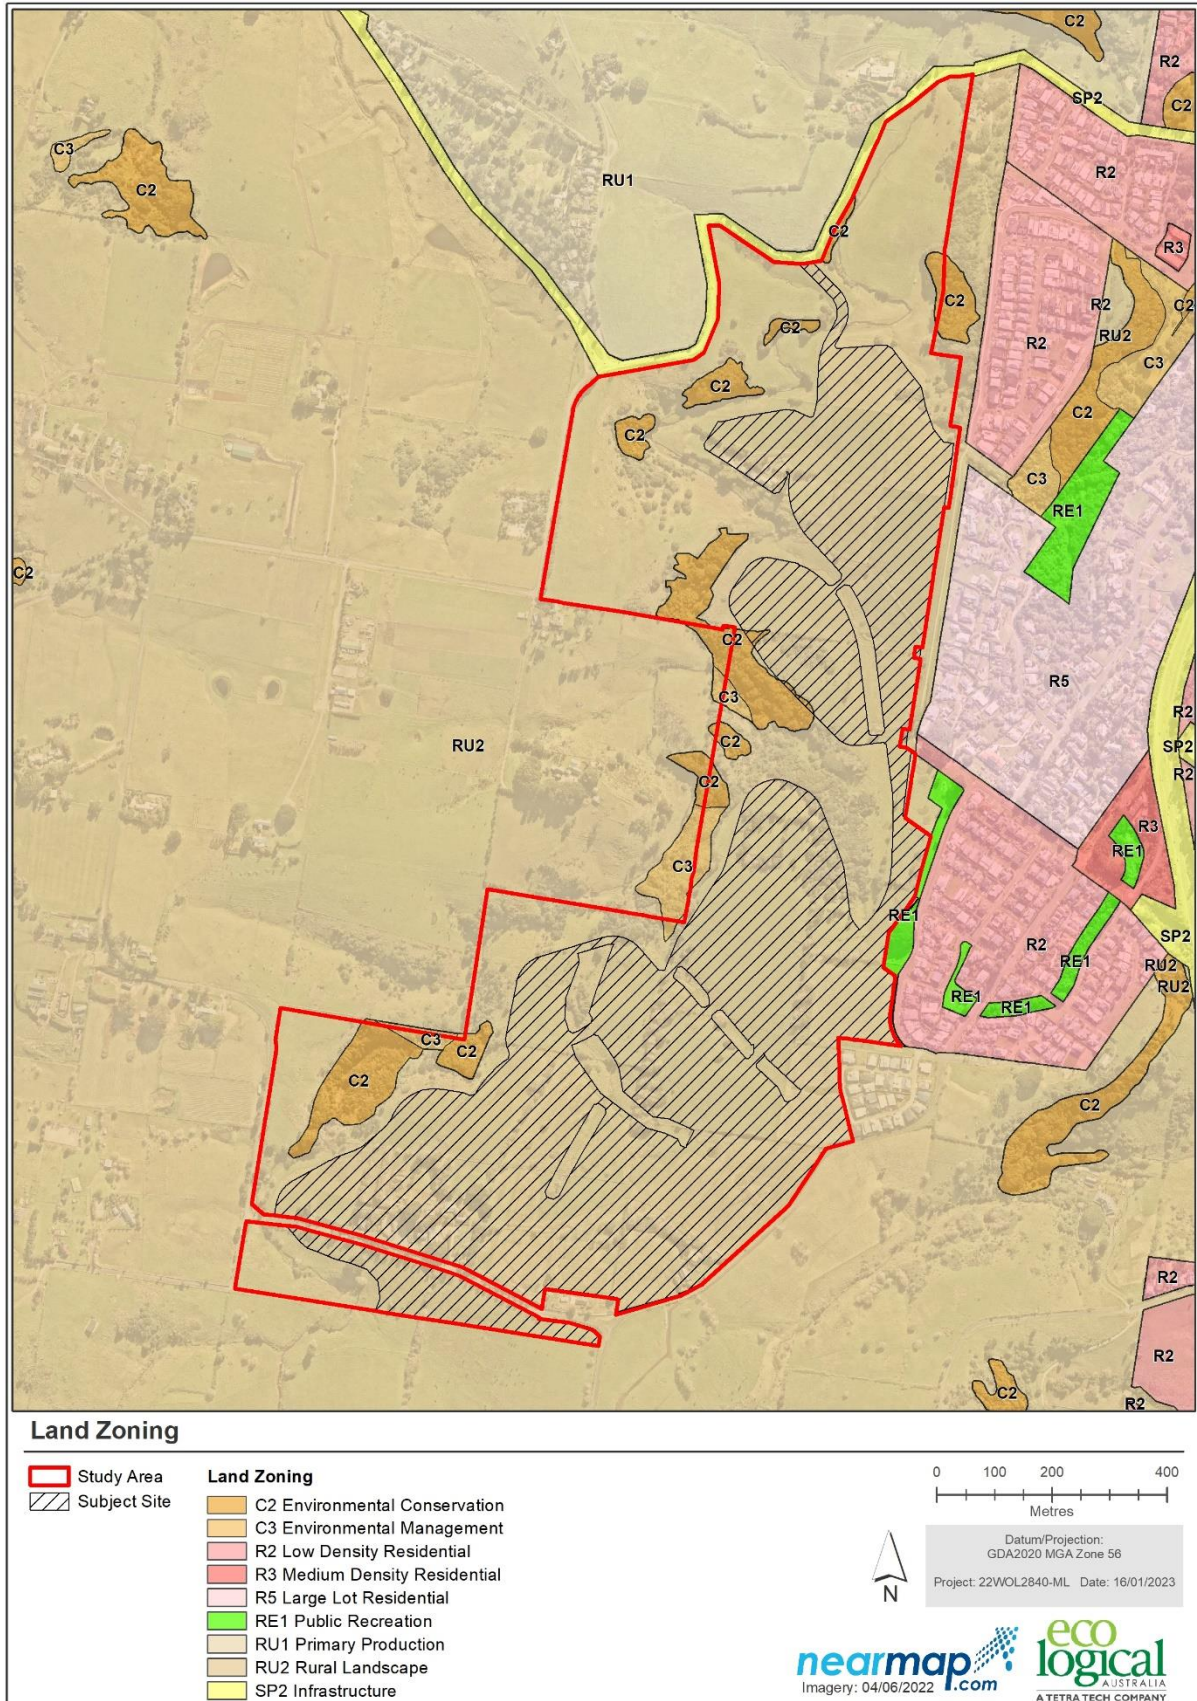 C2
R2
SP2
C2
C3
C2
RU1
R2
C2
R3
C2
C2
R2
C2
RU2
C2
R2
C3
C2
C2
C2
C3
RE1
C2
C2
R5
C3
R2
RU2
C2
SP2
R2
C2
R3
RE1
C3
RE1
R2
SP2
RE1
RU2
RU2
RE1
RE1
C3
C2
C2
C2
R2
R2
C2
R2
Land Zoning
Study Area
Subject Site
Land Zoning
C2 Environmental Conservation
C3 Environmental Management
R2 Low Density Residential
R3 Medium Density Residential
R5 Large Lot Residential
RE1 Public Recreation
RU1 Primary Production
RU2 Rural Landscape
SP2 Infrastructure
0 100 200 400
Metres
Datum/Projection:
GDA2020 MGA Zone 56
Project: 22WOL2840-ML Date: 16/01/2023
N
nearmap.com
Imagery: 04/06/2022
eco
logical
AUSTRALIA
A TETRA TECH COMPANY